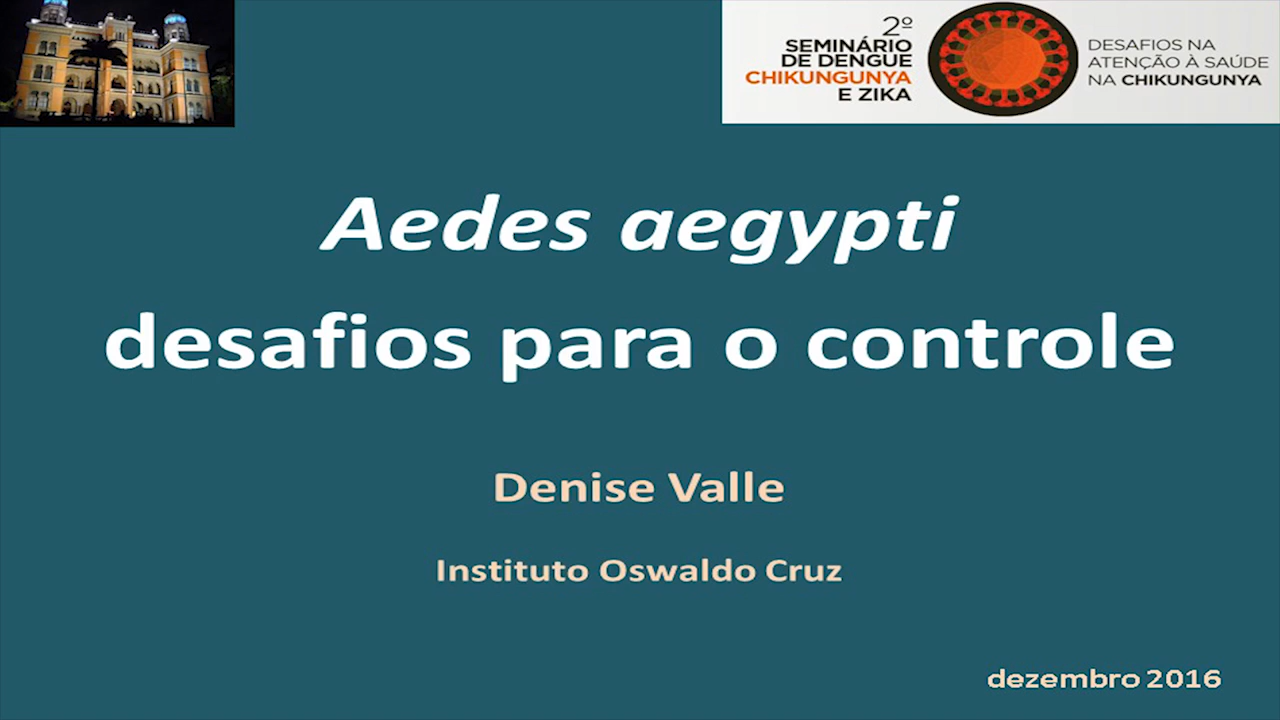 2º
SEMINÁRIO
DE DENGUE
CHIKUNGUNYA
E ZIKA
DESAFIOS NA
ATENÇÃO À SAÚDE
NA CHIKUNGUNYA
Aedes aegypti
desafios para o controle
Denise Valle
Instituto Oswaldo Cruz
dezembro 2016